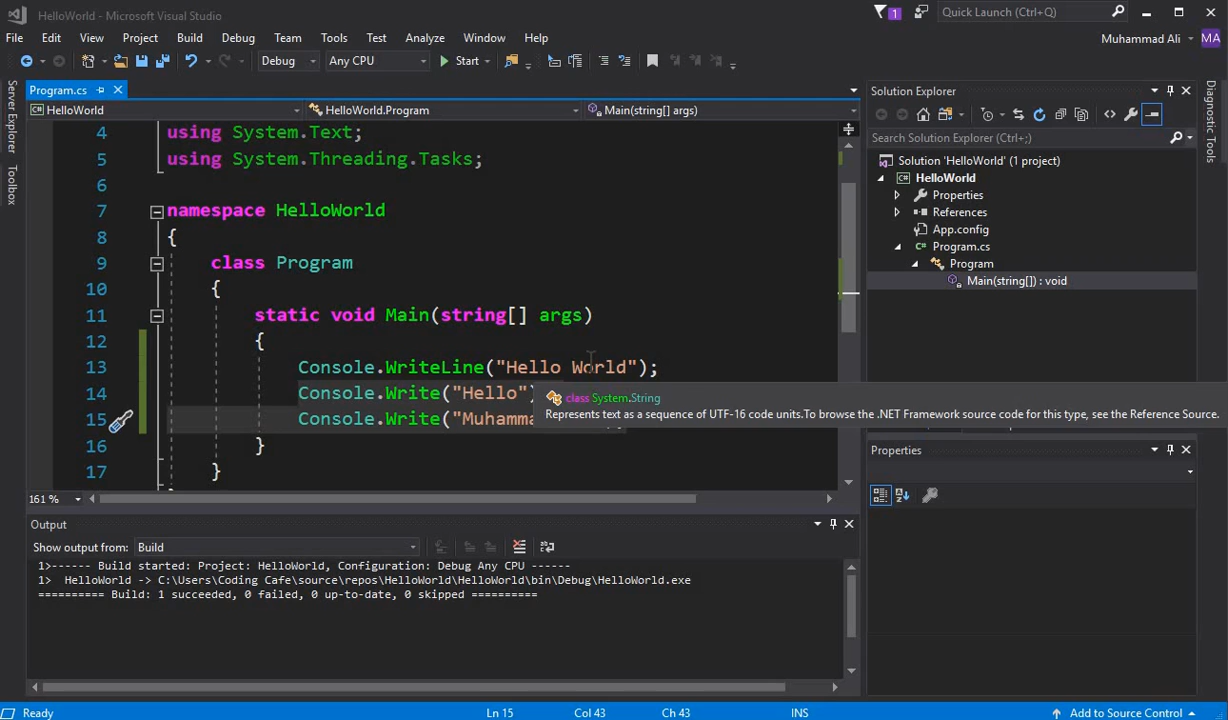 HelloWorld - Microsoft Visual Studio
1
Quick Launch (Ctrl+Q)
File Edit View Project Build Debug Team Tools Test Analyze Window Help
Muhammad Ali MA
Debug Any CPU Start
Server Explorer
Toolbox
Program.cs
HelloWorld HelloWorld.Program Main(string[] args)
4 using System.Text;
5 using System.Threading.Tasks;
6
7 namespace HelloWorld
8 {
9 class Program
10 {
11 static void Main(string[] args)
12 {
13 Console.WriteLine("Hello World");
14 Console.Write("Hello")
15 Console.Write("Muhamma
16 }
17 }
class System.String
Represents text as a sequence of UTF-16 code units.To browse the .NET Framework source code for this type, see the Reference Source.
161 %
Output
Show output from: Build
1>------ Build started: Project: HelloWorld, Configuration: Debug Any CPU ------
1> HelloWorld -> C:\Users\Coding Cafe\source\repos\HelloWorld\HelloWorld\bin\Debug\HelloWorld.exe
========== Build: 1 succeeded, 0 failed, 0 up-to-date, 0 skipped ==========
Solution Explorer
Search Solution Explorer (Ctrl+;)
Solution 'HelloWorld' (1 project)
HelloWorld
Properties
References
App.config
Program.cs
Program
Main(string[]) : void
Properties
Diagnostic Tools
Ready Ln 15 Col 43 Ch 43 INS Add to Source Control